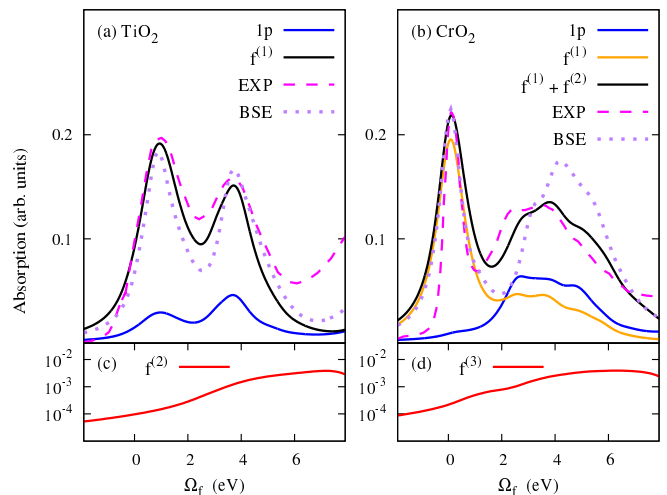 (a) TiO₂
1p
f⁽¹⁾
EXP
BSE
(b) CrO₂
1p
f⁽¹⁾
f⁽¹⁾ + f⁽²⁾
EXP
BSE
0.2
0.1
0.2
0.1
Absorption (arb. units)
(c)
f⁽²⁾
10⁻²
10⁻³
10⁻⁴
(d)
f⁽³⁾
10⁻²
10⁻³
10⁻⁴
0 2 4 6
0 2 4 6
Ω_f (eV)
Ω_f (eV)